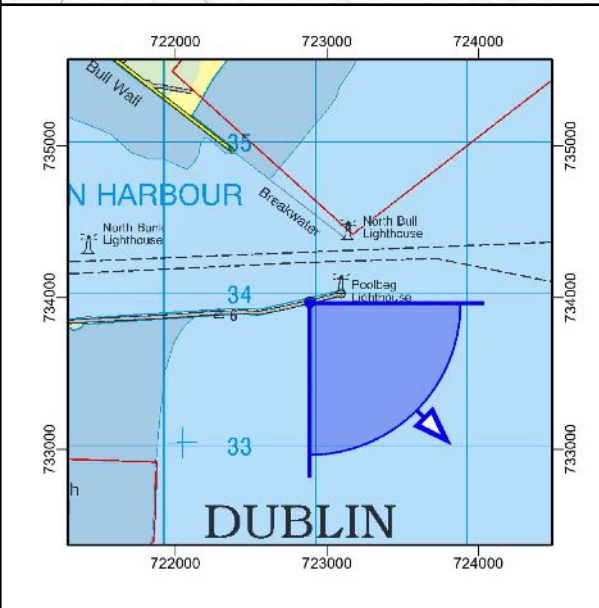 722000
723000
724000
Bull Wall
735000
35
735000
N HARBOUR
Breakwater
North Bull
Lighthouse
North Bank
Lighthouse
Poolbeg
Lighthouse
734000
34
734000
6
733000
33
733000
h
DUBLIN
722000
723000
724000